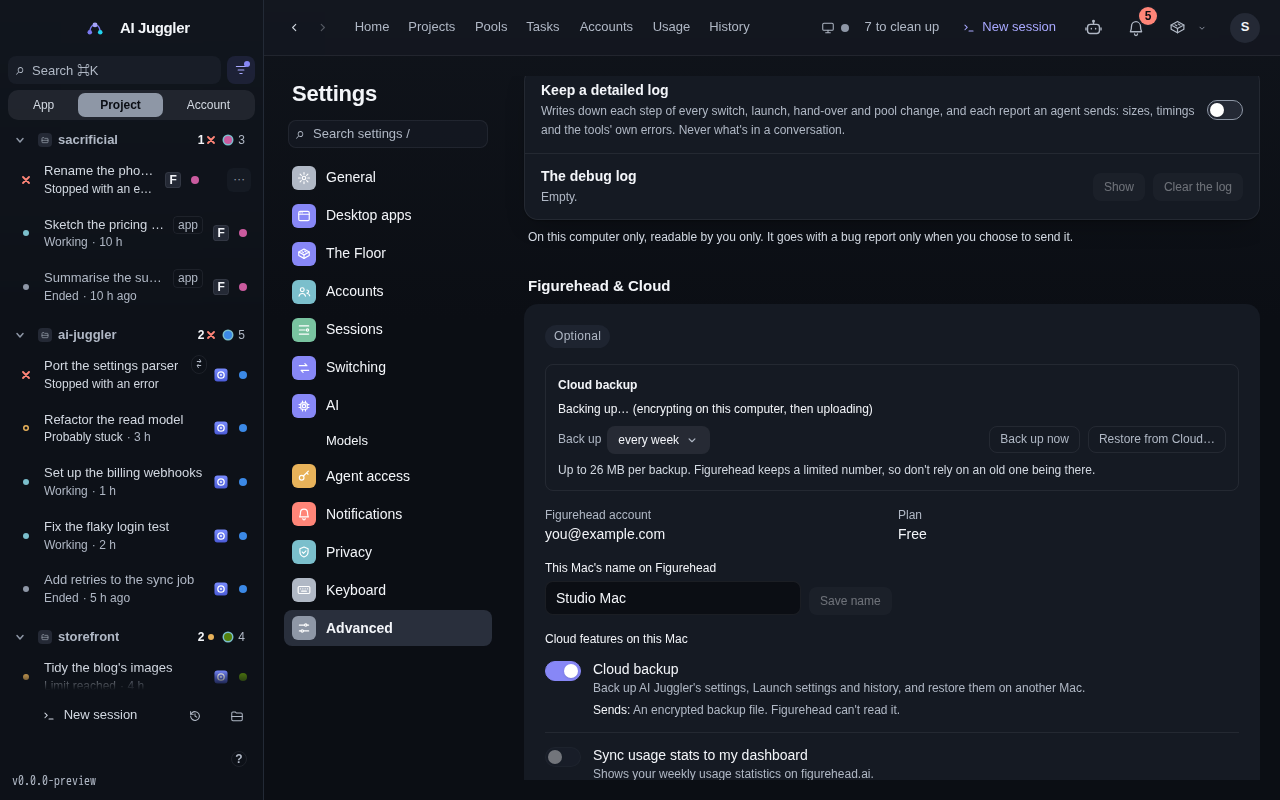 AI Juggler
Search ⌘K
App
Project
Account
sacrificial
1
3
Rename the pho…
Stopped with an e…
F
Sketch the pricing …
app
Working · 10 h
F
Summarise the su…
app
Ended · 10 h ago
F
ai-juggler
2
5
Port the settings parser
Stopped with an error
Refactor the read model
Probably stuck · 3 h
Set up the billing webhooks
Working · 1 h
Fix the flaky login test
Working · 2 h
Add retries to the sync job
Ended · 5 h ago
storefront
2
4
Tidy the blog's images
Limit reached · 4 h
New session
?
v0.0.0-preview
Home
Projects
Pools
Tasks
Accounts
Usage
History
7 to clean up
New session
5
S
Settings
Search settings /
General
Desktop apps
The Floor
Accounts
Sessions
Switching
AI
Models
Agent access
Notifications
Privacy
Keyboard
Advanced
Keep a detailed log
Writes down each step of every switch, launch, hand-over and pool change, and each report an agent sends: sizes, timings
and the tools' own errors. Never what's in a conversation.
The debug log
Empty.
Show
Clear the log
On this computer only, readable by you only. It goes with a bug report only when you choose to send it.
Figurehead & Cloud
Optional
Cloud backup
Backing up… (encrypting on this computer, then uploading)
Back up
every week
Back up now
Restore from Cloud…
Up to 26 MB per backup. Figurehead keeps a limited number, so don't rely on an old one being there.
Figurehead account
Plan
you@example.com
Free
This Mac's name on Figurehead
Studio Mac
Save name
Cloud features on this Mac
Cloud backup
Back up AI Juggler's settings, Launch settings and history, and restore them on another Mac.
Sends: An encrypted backup file. Figurehead can't read it.
Sync usage stats to my dashboard
Shows your weekly usage statistics on figurehead.ai.